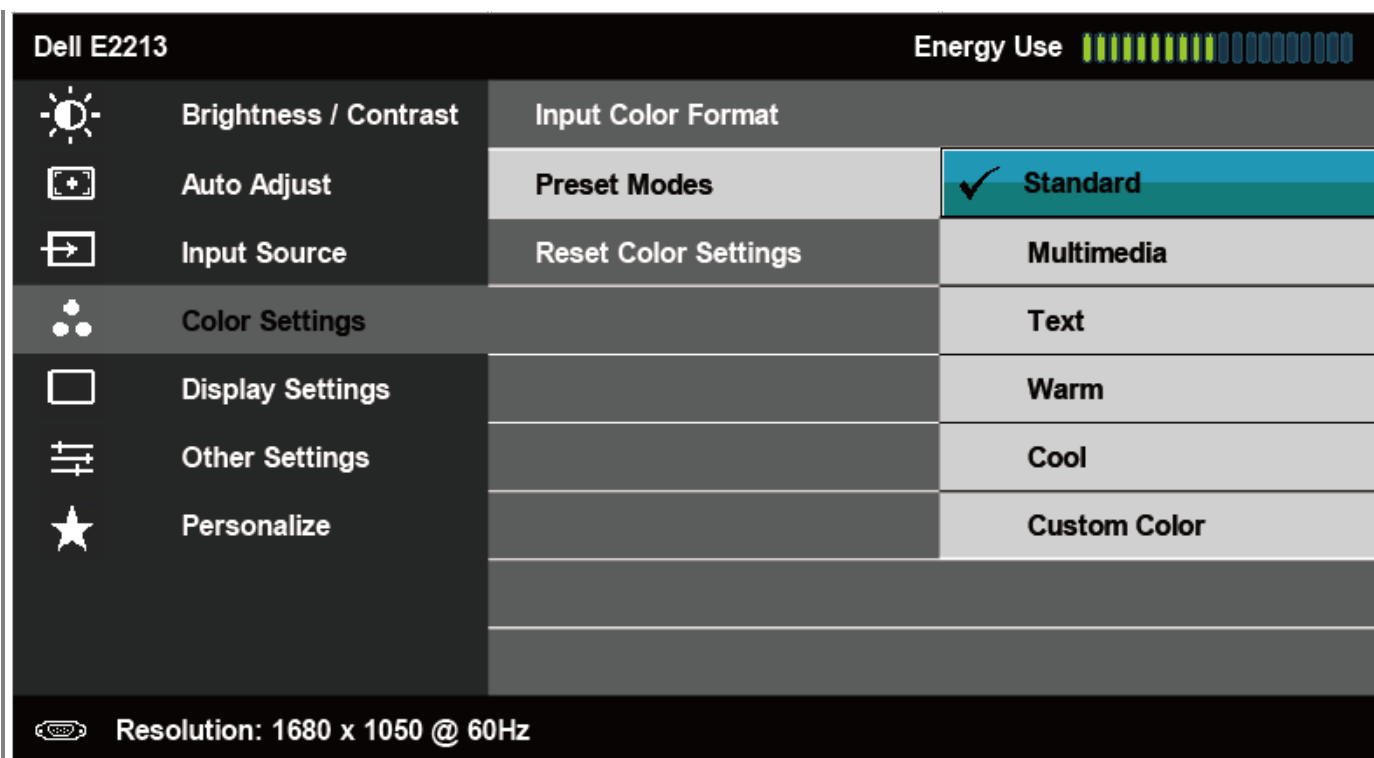 Dell E2213 Energy Use
Brightness / Contrast Input Color Format
Auto Adjust Preset Modes Standard
Input Source Reset Color Settings Multimedia
Color Settings Text
Display Settings Warm
Other Settings Cool
Personalize Custom Color
Resolution: 1680 x 1050 @ 60Hz